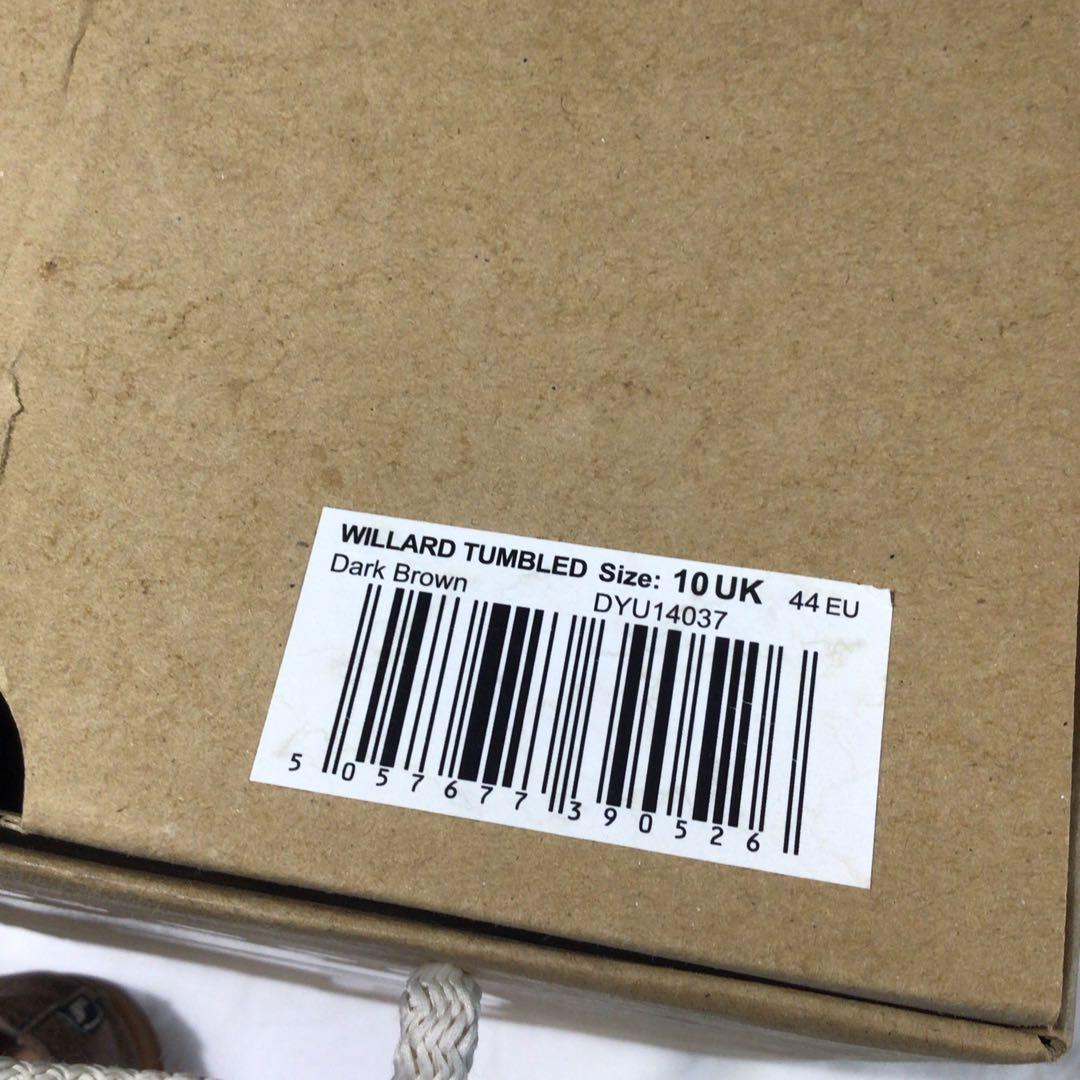 WILLARD TUMBLED Size: 10 UK 44 EU
Dark Brown DYU14037
5 057677 390526